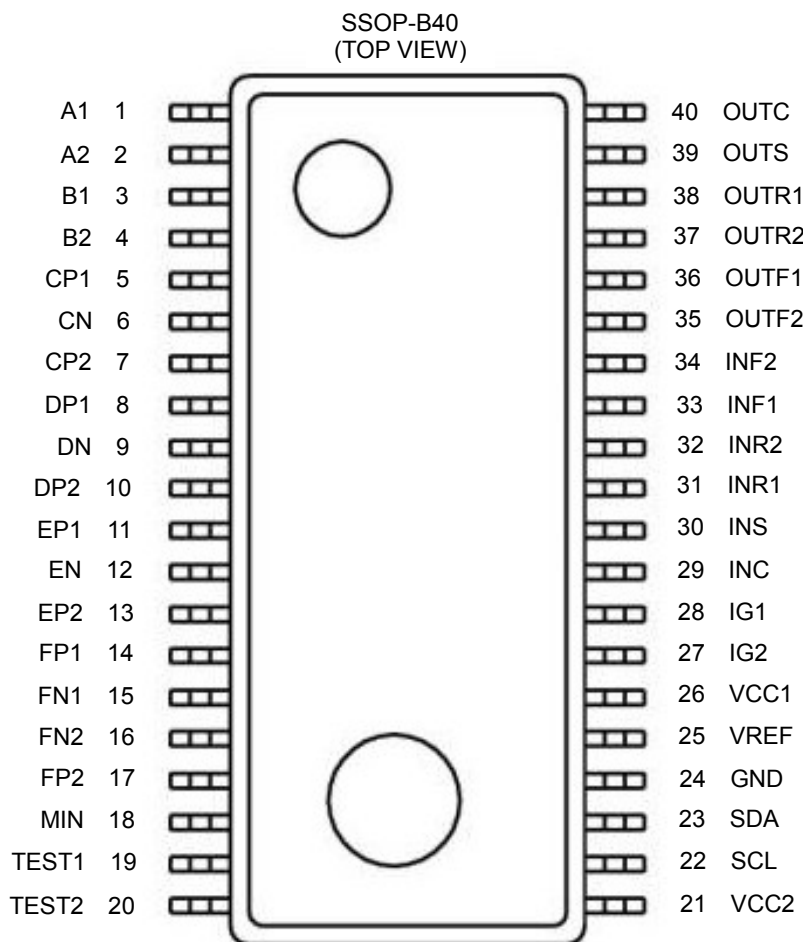 SSOP-B40
(TOP VIEW)
A1 1
A2 2
B1 3
B2 4
CP1 5
CN 6
CP2 7
DP1 8
DN 9
DP2 10
EP1 11
EN 12
EP2 13
FP1 14
FN1 15
FN2 16
FP2 17
MIN 18
TEST1 19
TEST2 20
40 OUTC
39 OUTS
38 OUTR1
37 OUTR2
36 OUTF1
35 OUTF2
34 INF2
33 INF1
32 INR2
31 INR1
30 INS
29 INC
28 IG1
27 IG2
26 VCC1
25 VREF
24 GND
23 SDA
22 SCL
21 VCC2